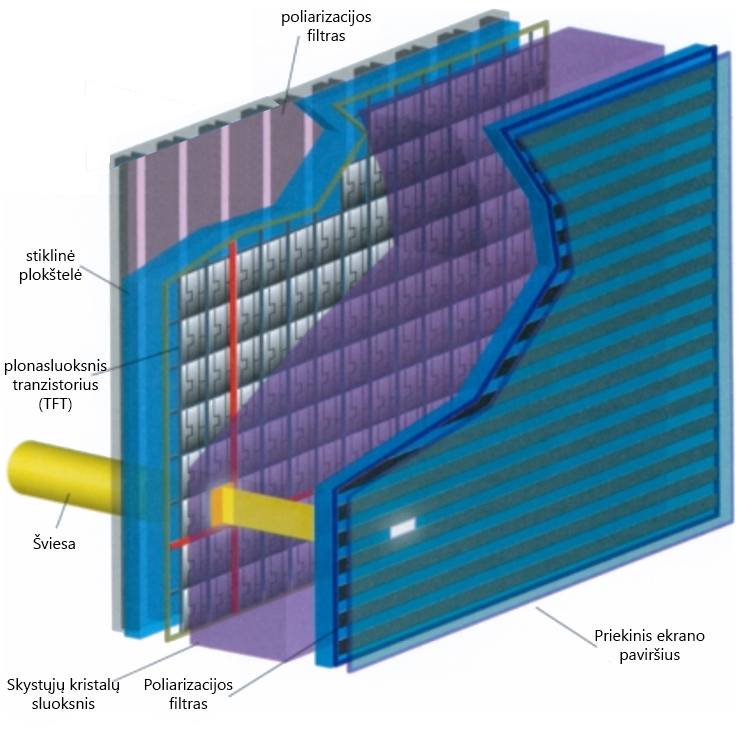 poliarizacijos
filtras
stiklinė
plokštelė
plonasluoksnis
tranzistorius
(TFT)
Šviesa
Priekinis ekrano
paviršius
Skystųjų kristalų
sluoksnis
Poliarizacijos
filtras